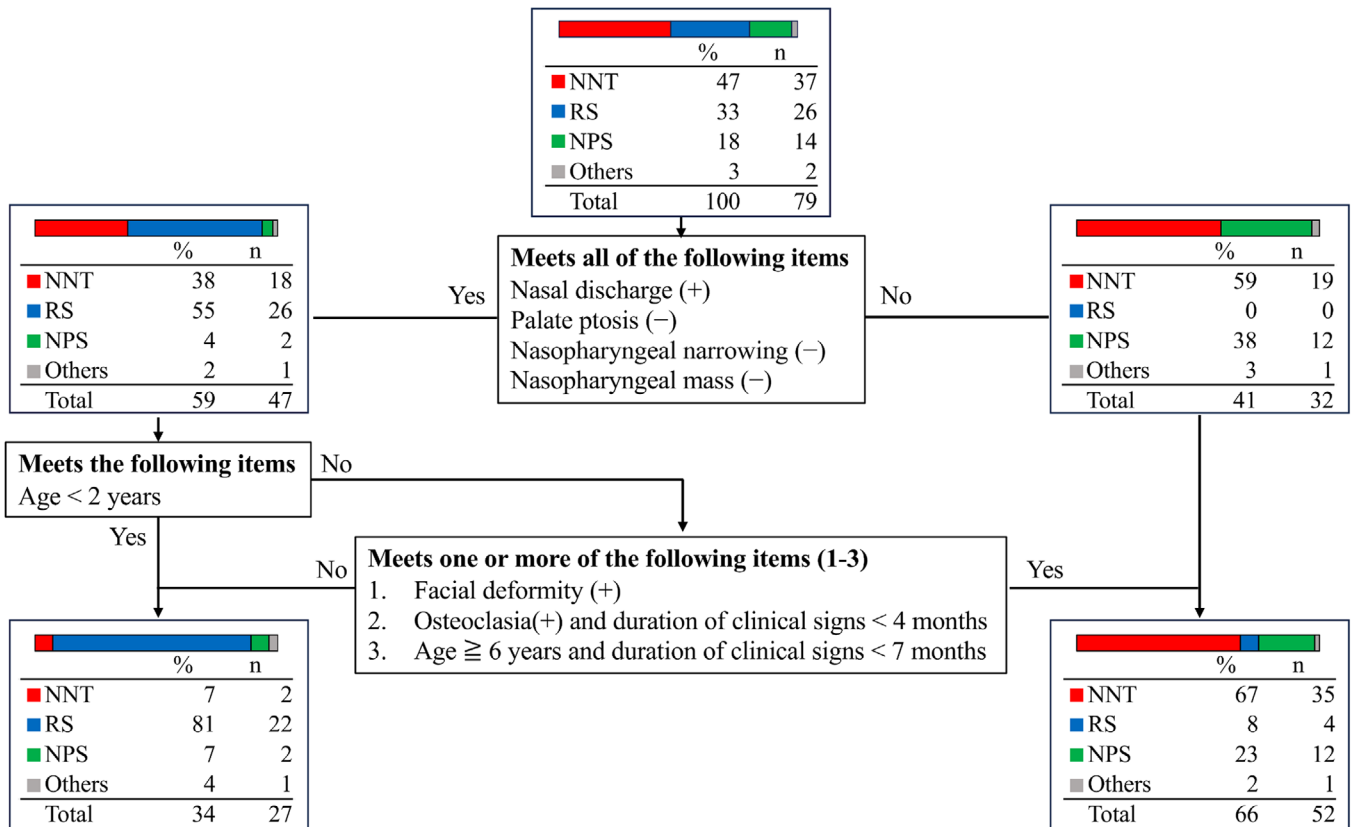 % n
NNT 47 37
RS 33 26
NPS 18 14
Others 3 2
Total 100 79
% n
NNT 38 18
RS 55 26
NPS 4 2
Others 2 1
Total 59 47
Yes
Meets all of the following items
Nasal discharge (+)
Palate ptosis (−)
Nasopharyngeal narrowing (−)
Nasopharyngeal mass (−)
No
% n
NNT 59 19
RS 0 0
NPS 38 12
Others 3 1
Total 41 32
Meets the following items
Age < 2 years
No
Yes
No
Meets one or more of the following items (1-3)
1. Facial deformity (+)
2. Osteoclasia(+) and duration of clinical signs < 4 months
3. Age ≧ 6 years and duration of clinical signs < 7 months
Yes
% n
NNT 7 2
RS 81 22
NPS 7 2
Others 4 1
Total 34 27
% n
NNT 67 35
RS 8 4
NPS 23 12
Others 2 1
Total 66 52